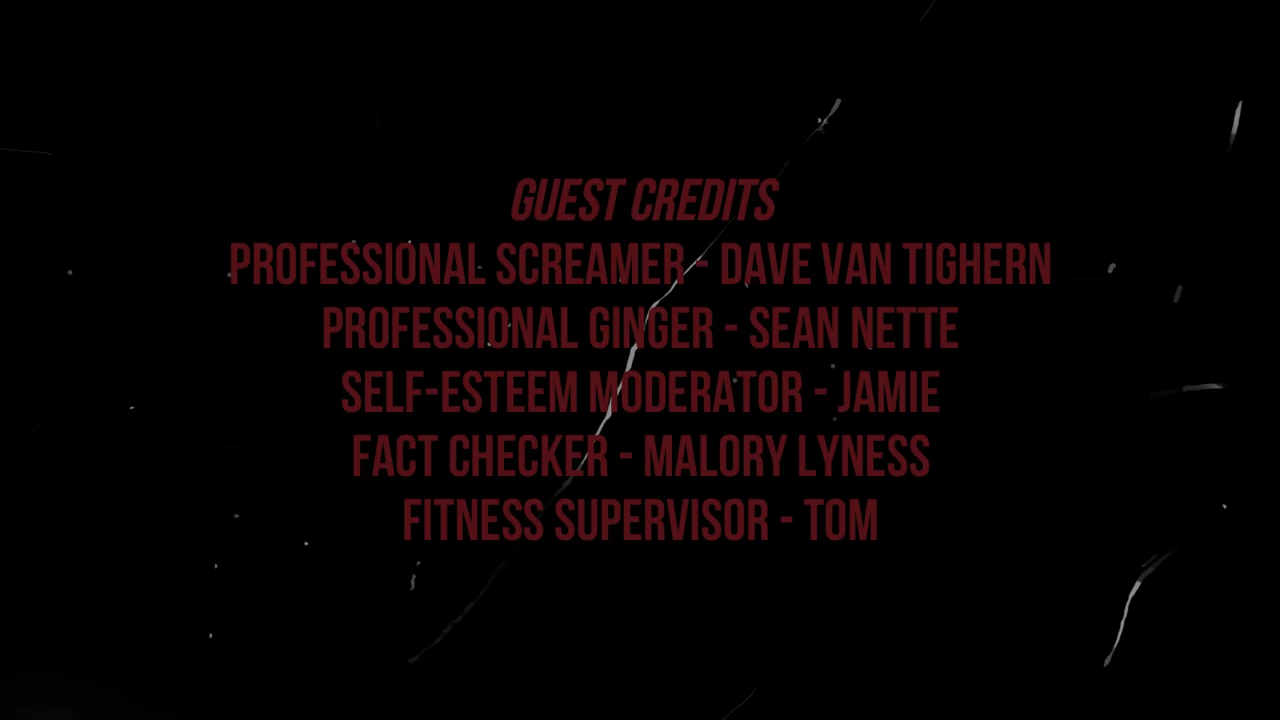 GUEST CREDITS
PROFESSIONAL SCREAMER - DAVE VAN TIGHERN
PROFESSIONAL GINGER - SEAN NETTE
SELF-ESTEEM MODERATOR - JAMIE
FACT CHECKER - MALORY LYNESS
FITNESS SUPERVISOR - TOM